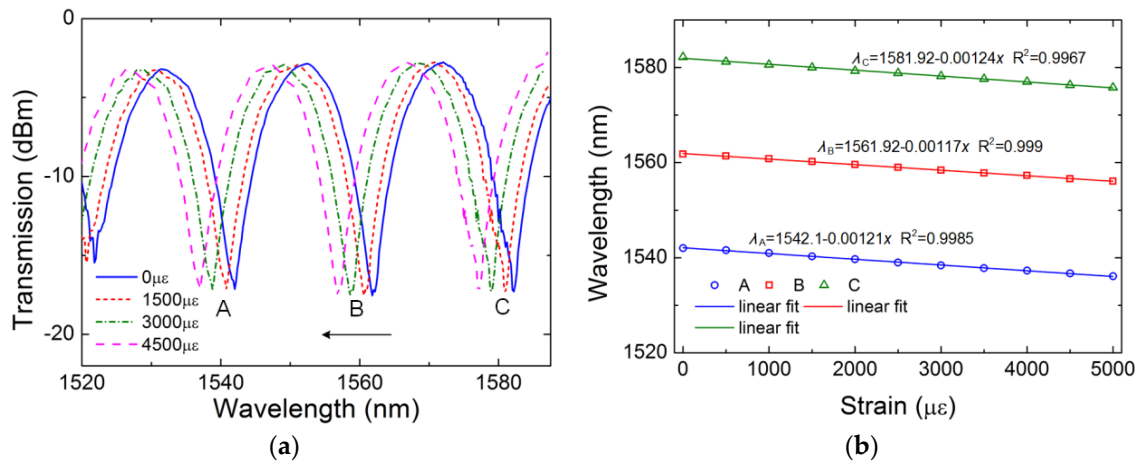 0
-10
-20
Transmission (dBm)
0με
1500με
3000με
4500με
A
B
C
1520
1540
1560
1580
Wavelength (nm)
(a)
1580
1560
1540
1520
Wavelength (nm)
λC=1581.92-0.00124x R²=0.9967
λB=1561.92-0.00117x R²=0.999
λA=1542.1-0.00121x R²=0.9985
A B C
linear fit linear fit
linear fit
0 1000 2000 3000 4000 5000
Strain (με)
(b)